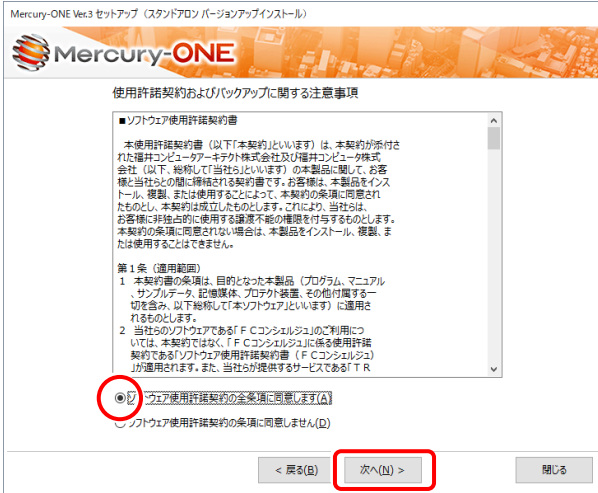 Mercury-ONE Ver.3 セットアップ（スタンドアロン バージョンアップインストール）
Mercury-ONE
使用許諾契約およびバックアップに関する注意事項
■ソフトウェア使用許諾契約書
本使用許諾契約書（以下「本契約」といいます）は、本契約が添付さ
れた福井コンピュータアーキテクト株式会社及び福井コンピュータ株式
会社（以下、総称して「当社ら」といいます）の本製品に関して、お客
様と当社らとの間に締結される契約書です。お客様は、本製品をインス
トール、複製、または使用することによって、本契約の条項に同意され
たものとし、本契約は成立したものとします。これにより、当社らは、
お客様に非独占的に使用する譲渡不能の権限を付与するものとします。
本契約の条項に同意されない場合は、本製品をインストール、複製、ま
たは使用することはできません。
第１条（適用範囲）
１　本契約書の条項は、目的となった本製品（プログラム、マニュアル
、サンプルデータ、記憶媒体、プロテクト装置、その他付属する一
切を含み、以下総称して「本ソフトウェア」といいます）に適用さ
れるものとします。
２　当社らのソフトウェアである「ＦＣコンシェルジュ」のご利用につ
いては、本契約ではなく、「ＦＣコンシェルジュ」に係る使用許諾
契約である「ソフトウェア使用許諾契約書（ＦＣコンシェルジュ）
」が適用されます。また、当社らが提供するサービスである「ＴＲ
ソフトウェア使用許諾契約の全条項に同意します(A)
ソフトウェア使用許諾契約の条項に同意しません(D)
< 戻る(B)
次へ(N) >
閉じる